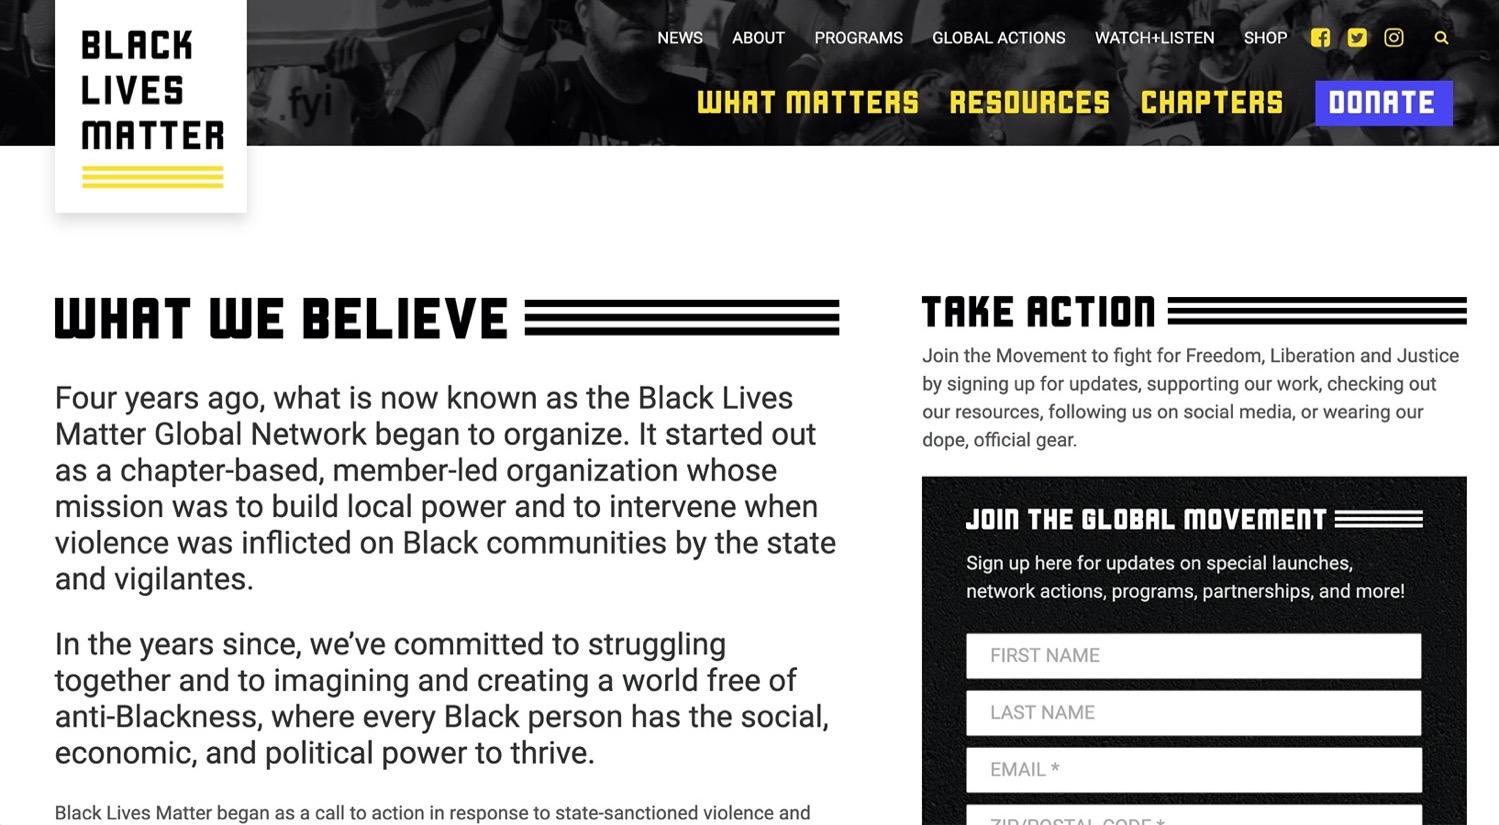 BLACK
LIVES
MATTER
NEWS ABOUT PROGRAMS GLOBAL ACTIONS WATCH+LISTEN SHOP
WHAT MATTERS RESOURCES CHAPTERS DONATE
.fyi
WHAT WE BELIEVE
Four years ago, what is now known as the Black Lives
Matter Global Network began to organize. It started out
as a chapter-based, member-led organization whose
mission was to build local power and to intervene when
violence was inflicted on Black communities by the state
and vigilantes.
In the years since, we’ve committed to struggling
together and to imagining and creating a world free of
anti-Blackness, where every Black person has the social,
economic, and political power to thrive.
Black Lives Matter began as a call to action in response to state-sanctioned violence and
TAKE ACTION
Join the Movement to fight for Freedom, Liberation and Justice
by signing up for updates, supporting our work, checking out
our resources, following us on social media, or wearing our
dope, official gear.
JOIN THE GLOBAL MOVEMENT
Sign up here for updates on special launches,
network actions, programs, partnerships, and more!
FIRST NAME
LAST NAME
EMAIL *
ZIP/POSTAL CODE *